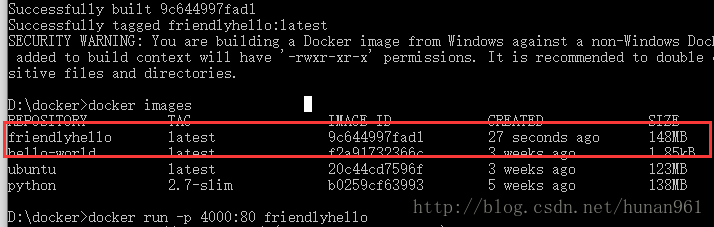 Successfully built 9c644997fad1
Successfully tagged friendlyhello:latest
SECURITY WARNING: You are building a Docker image from Windows against a non-Windows Doc
added to build context will have '-rwxr-xr-x' permissions. It is recommended to double
sitive files and directories.
D:\docker>docker images
REPOSITORY TAG IMAGE ID CREATED SIZE
friendlyhello latest 9c644997fad1 27 seconds ago 148MB
hello-world latest f2a91732366c 3 weeks ago 1.85kB
ubuntu latest 20c44cd7596f 3 weeks ago 123MB
python 2.7-slim b0259cf63993 5 weeks ago 138MB
http://blog.csdn.net/hunan961
D:\docker>docker run -p 4000:80 friendlyhello